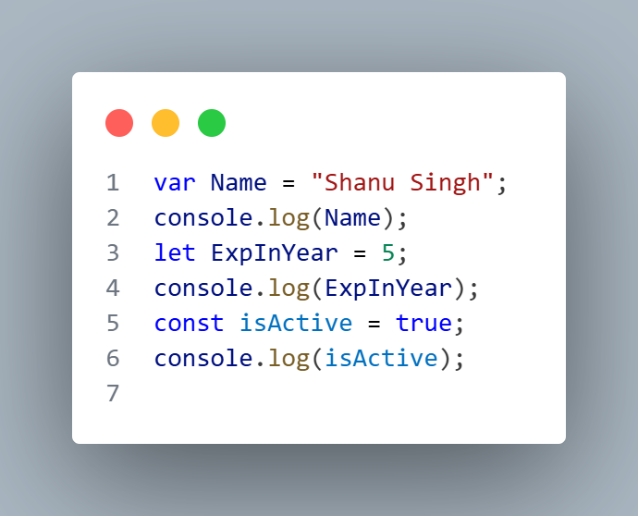 1 var Name = "Shanu Singh";
2 console.log(Name);
3 let ExpInYear = 5;
4 console.log(ExpInYear);
5 const isActive = true;
6 console.log(isActive);
7